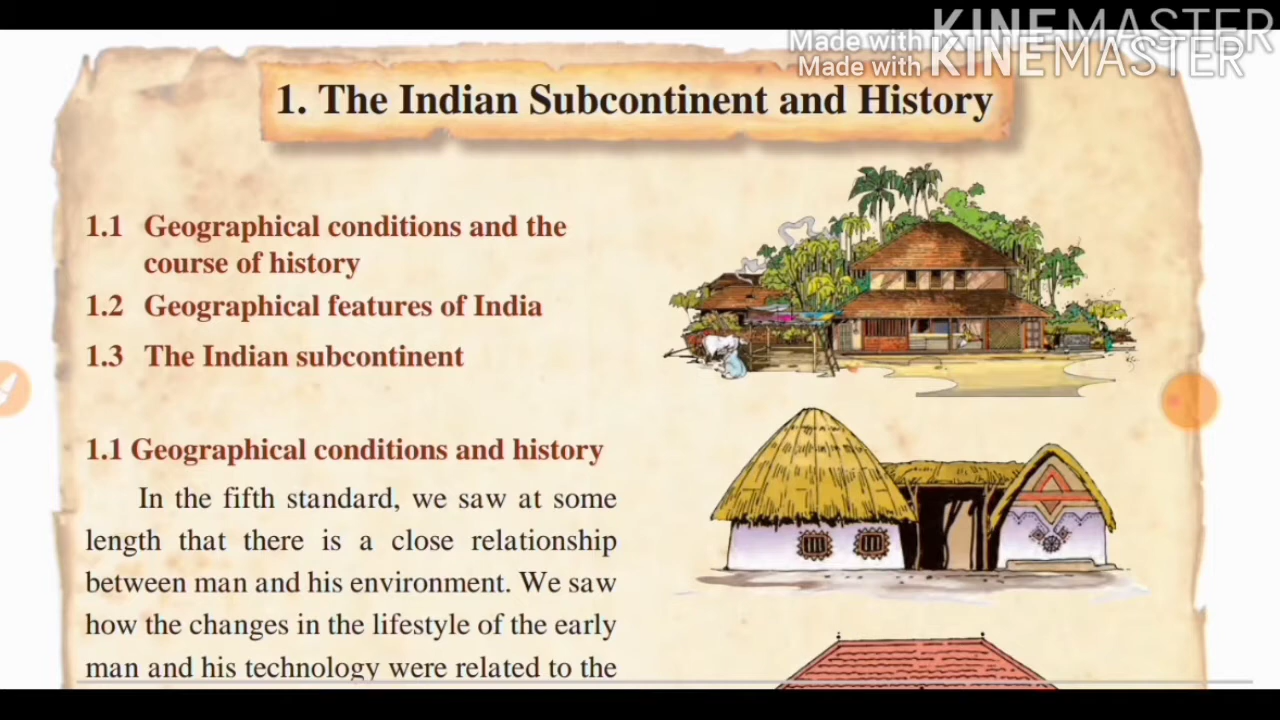 Made with KINEMASTER
Made with KINEMASTER
1. The Indian Subcontinent and History
1.1 Geographical conditions and the
course of history
1.2 Geographical features of India
1.3 The Indian subcontinent
1.1 Geographical conditions and history
In the fifth standard, we saw at some
length that there is a close relationship
between man and his environment. We saw
how the changes in the lifestyle of the early
man and his technology were related to the